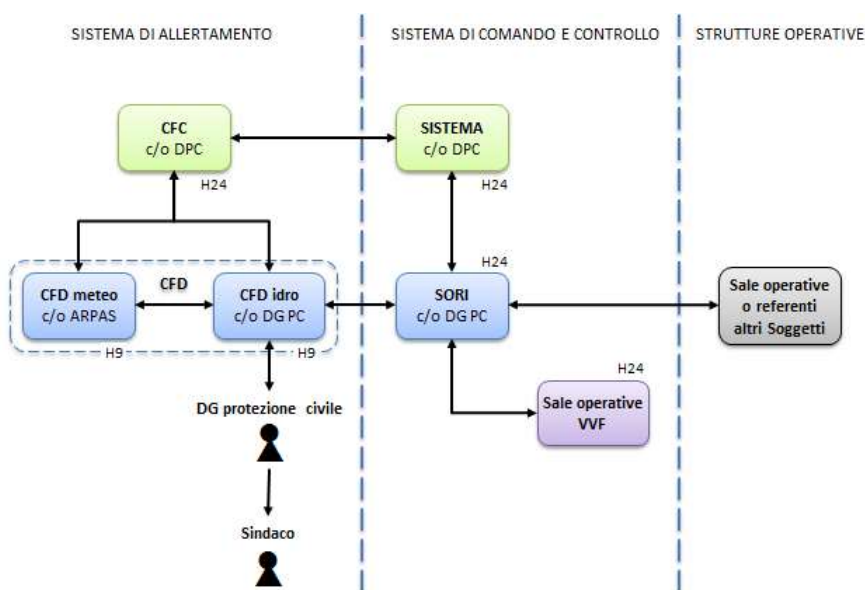 SISTEMA DI ALLERTAMENTO
SISTEMA DI COMANDO E CONTROLLO
STRUTTURE OPERATIVE
CFC
c/o DPC
H24
SISTEMA
c/o DPC
H24
CFD meteo
c/o ARPAS
H9
CFD
CFD idro
c/o DG PC
H9
H24
SORI
c/o DG PC
Sale operative
o referenti
altri Soggetti
H24
Sale operative
VVF
DG protezione civile
Sindaco